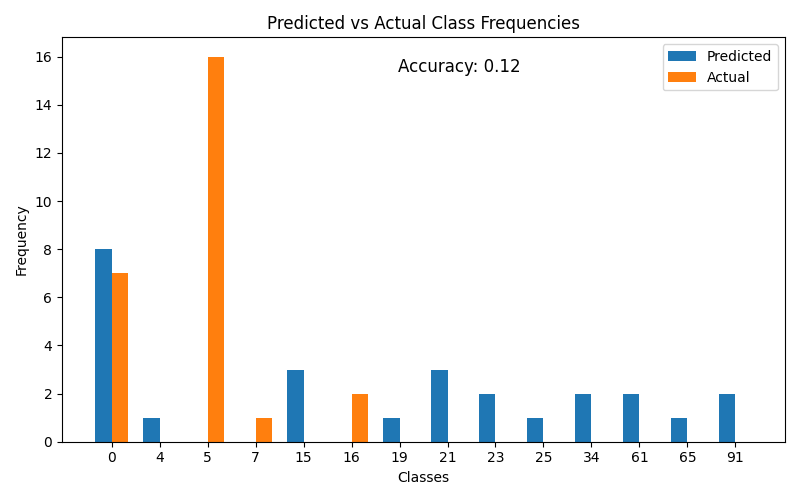 Predicted vs Actual Class Frequencies
Accuracy: 0.12
Predicted
Actual
Frequency
16
14
12
10
8
6
4
2
0
0 4 5 7 15 16 19 21 23 25 34 61 65 91
Classes